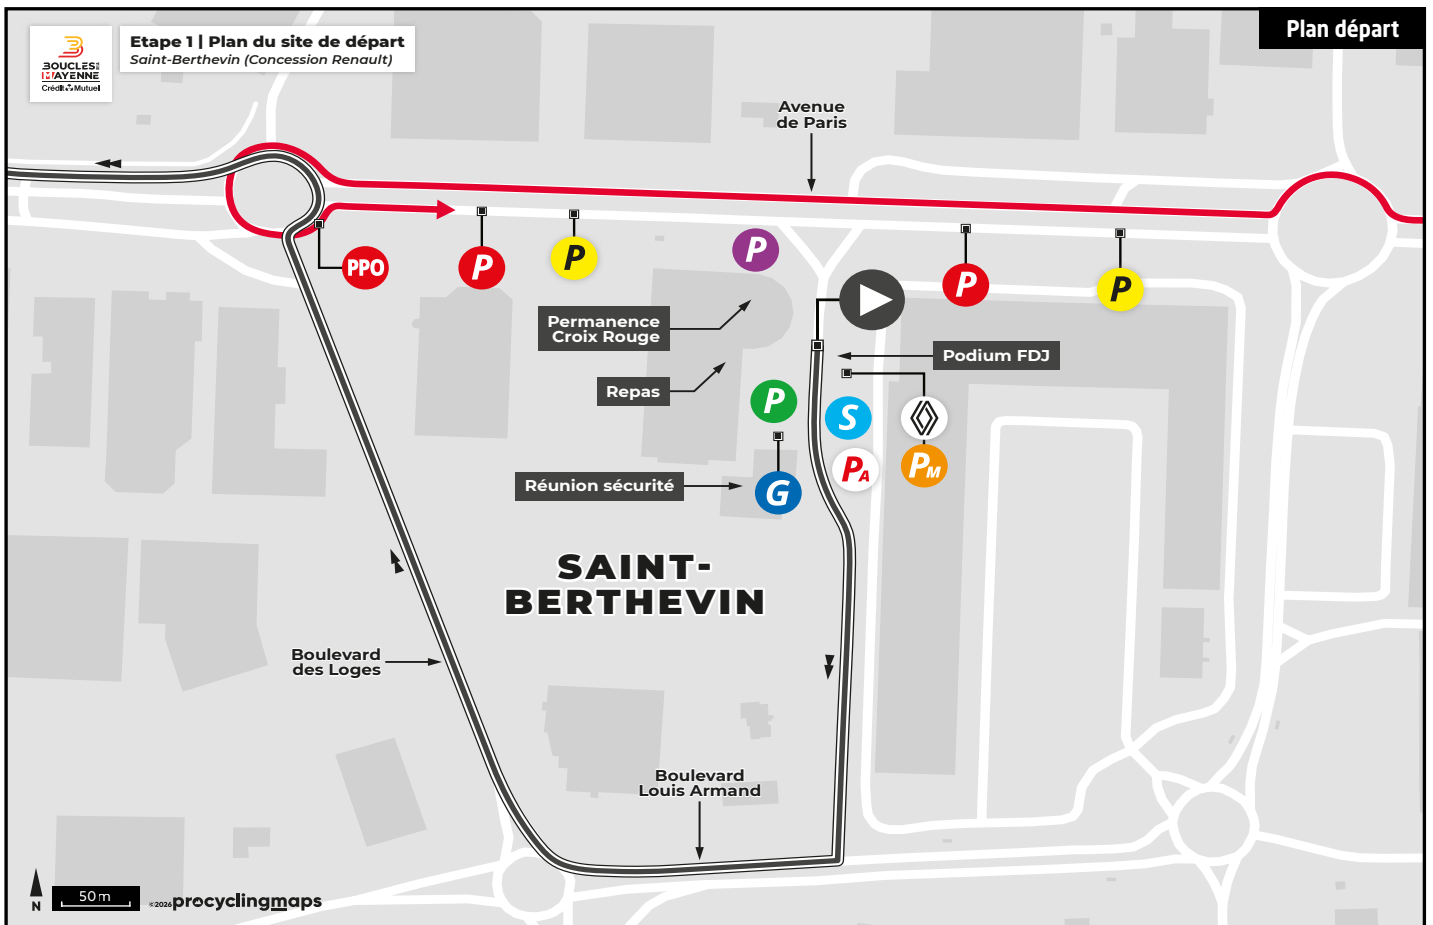 Plan départ
BOUCLES DE LA
MAYENNE
Crédit Mutuel
Etape 1 | Plan du site de départ
Saint-Berthevin (Concession Renault)
Avenue
de Paris
PPO
P
P
P
P
P
Permanence
Croix Rouge
Podium FDJ
Repas
P
S
PA
PM
Réunion sécurité
G
SAINT-
BERTHEVIN
Boulevard
des Loges
Boulevard
Louis Armand
N
50 m
©2026 procyclingmaps